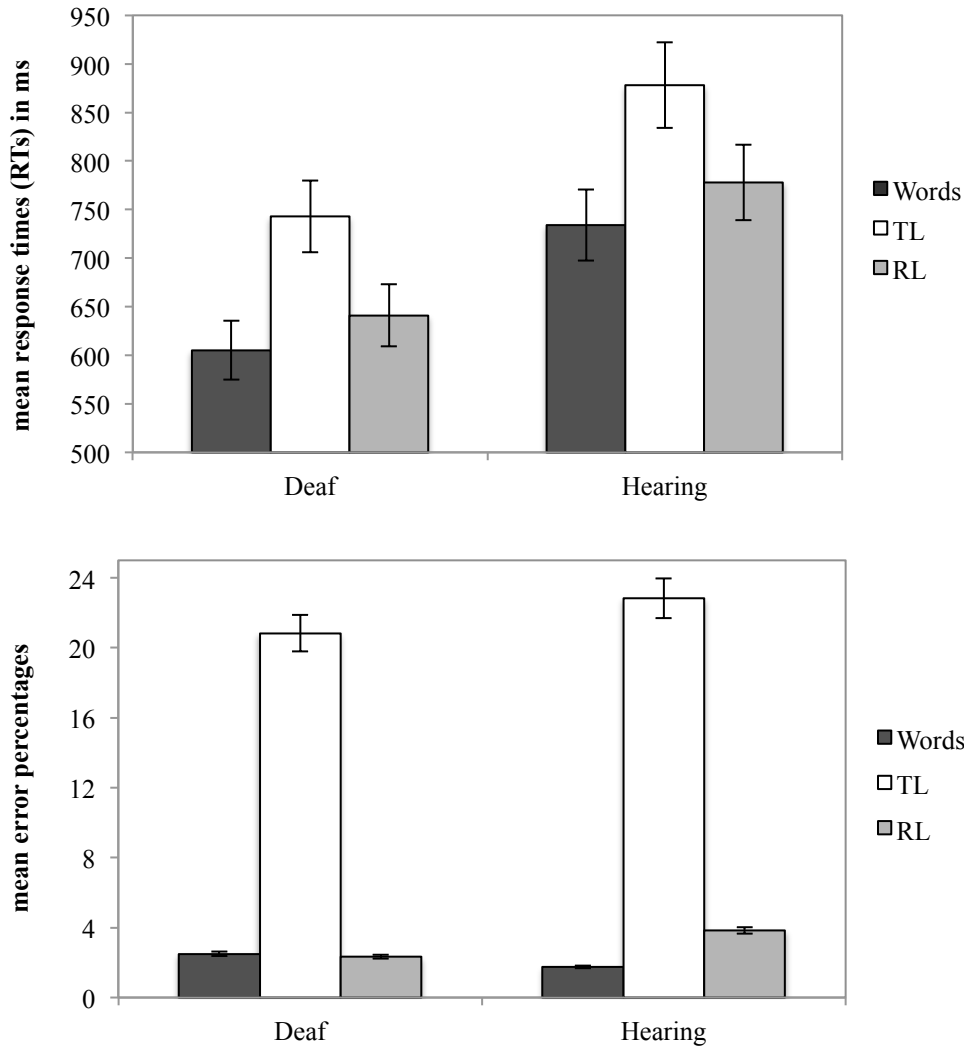 mean response times (RTs) in ms
950
900
850
800
750
700
650
600
550
500
Deaf
Hearing
Words
TL
RL
mean error percentages
24
20
16
12
8
4
0
Deaf
Hearing
Words
TL
RL